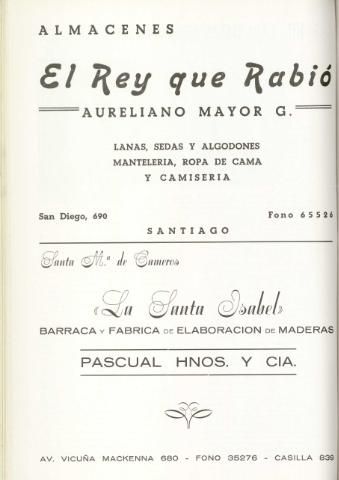 ALMACENES
El Rey que Rabió
AURELIANO MAYOR G.
LANAS, SEDAS Y ALGODONES
MANTELERIA, ROPA DE CAMA
Y CAMISERIA
San Diego, 690 Fono 65526
SANTIAGO
Santa M.ª de Cameros
«La Santa Isabel»
BARRACA Y FABRICA DE ELABORACION DE MADERAS
PASCUAL HNOS. Y CIA.
AV. VICUÑA MACKENNA 680 - FONO 35276 - CASILLA 839